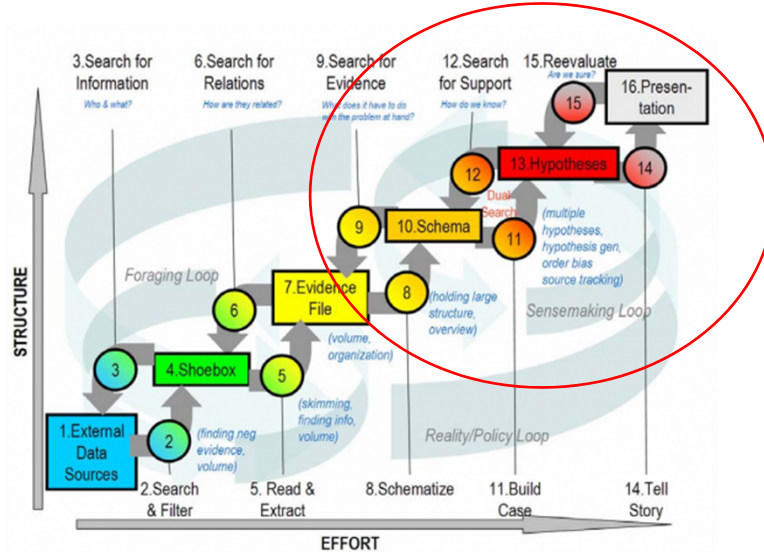 3.Search for
Information
Who & what?
6.Search for
Relations
How are they related?
9.Search for
Evidence
What does it have to do
with the problem at hand?
12.Search
for Support
How do we know?
15.Reevaluate
Are we sure?
16.Presen-
tation
15
13.Hypotheses
12
14
Dual
Search
10.Schema
9
11
(multiple
hypotheses,
hypothesis gen,
order bias
source tracking)
Foraging Loop
7.Evidence
File
8
(holding large
structure,
overview)
Sensemaking Loop
6
(volume,
organization)
STRUCTURE
4.Shoebox
3
5
(skimming,
finding info,
volume)
1.External
Data
Sources
2
(finding neg
evidence,
volume)
Reality/Policy Loop
2.Search
& Filter
5. Read &
Extract
8.Schematize
11.Build
Case
14.Tell
Story
EFFORT